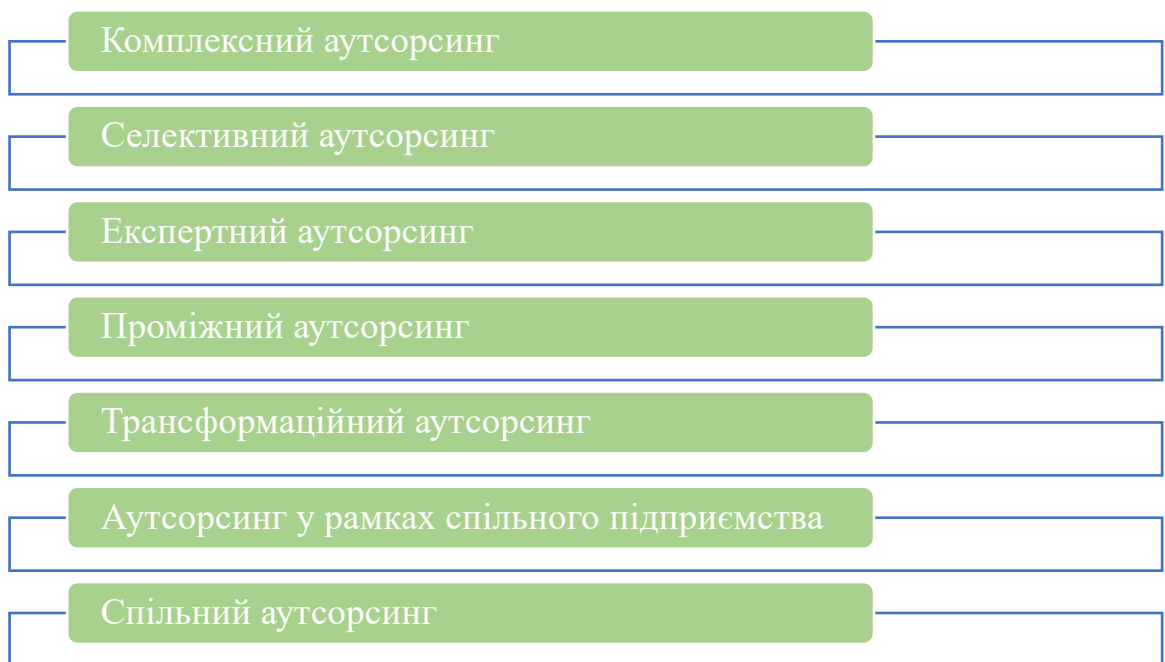 Комплексний аутсорсинг
Селективний аутсорсинг
Експертний аутсорсинг
Проміжний аутсорсинг
Трансформаційний аутсорсинг
Аутсорсинг у рамках спільного підприємства
Спільний аутсорсинг